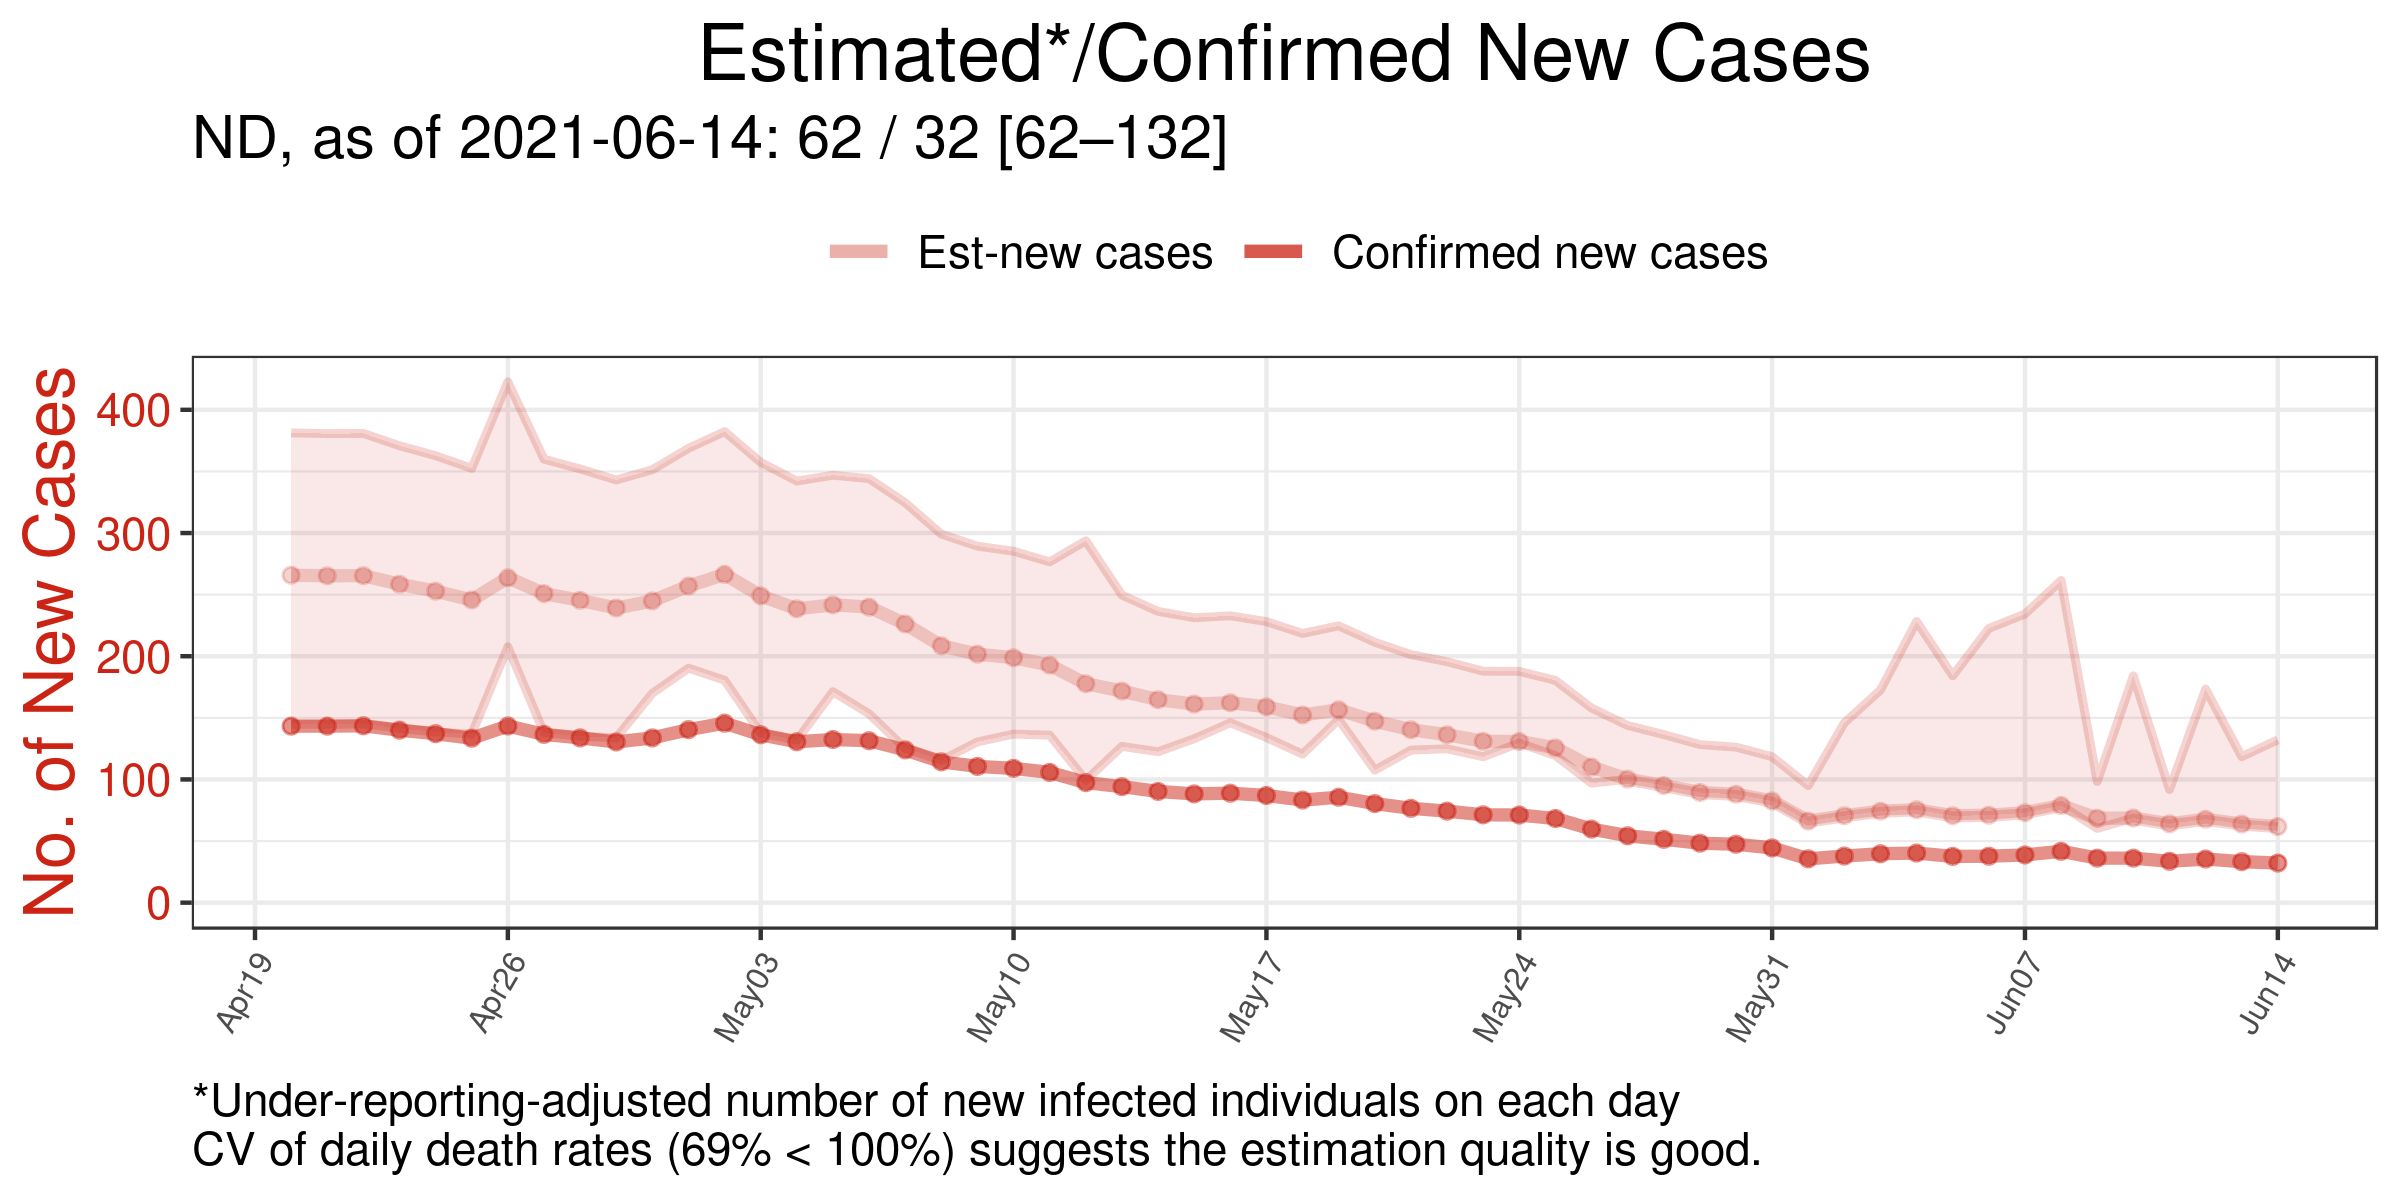 Estimated*/Confirmed New Cases
ND, as of 2021-06-14: 62 / 32 [62–132]
Est-new cases Confirmed new cases
No. of New Cases
400
300
200
100
0
Apr19 Apr26 May03 May10 May17 May24 May31 Jun07 Jun14
*Under-reporting-adjusted number of new infected individuals on each day
CV of daily death rates (69% < 100%) suggests the estimation quality is good.